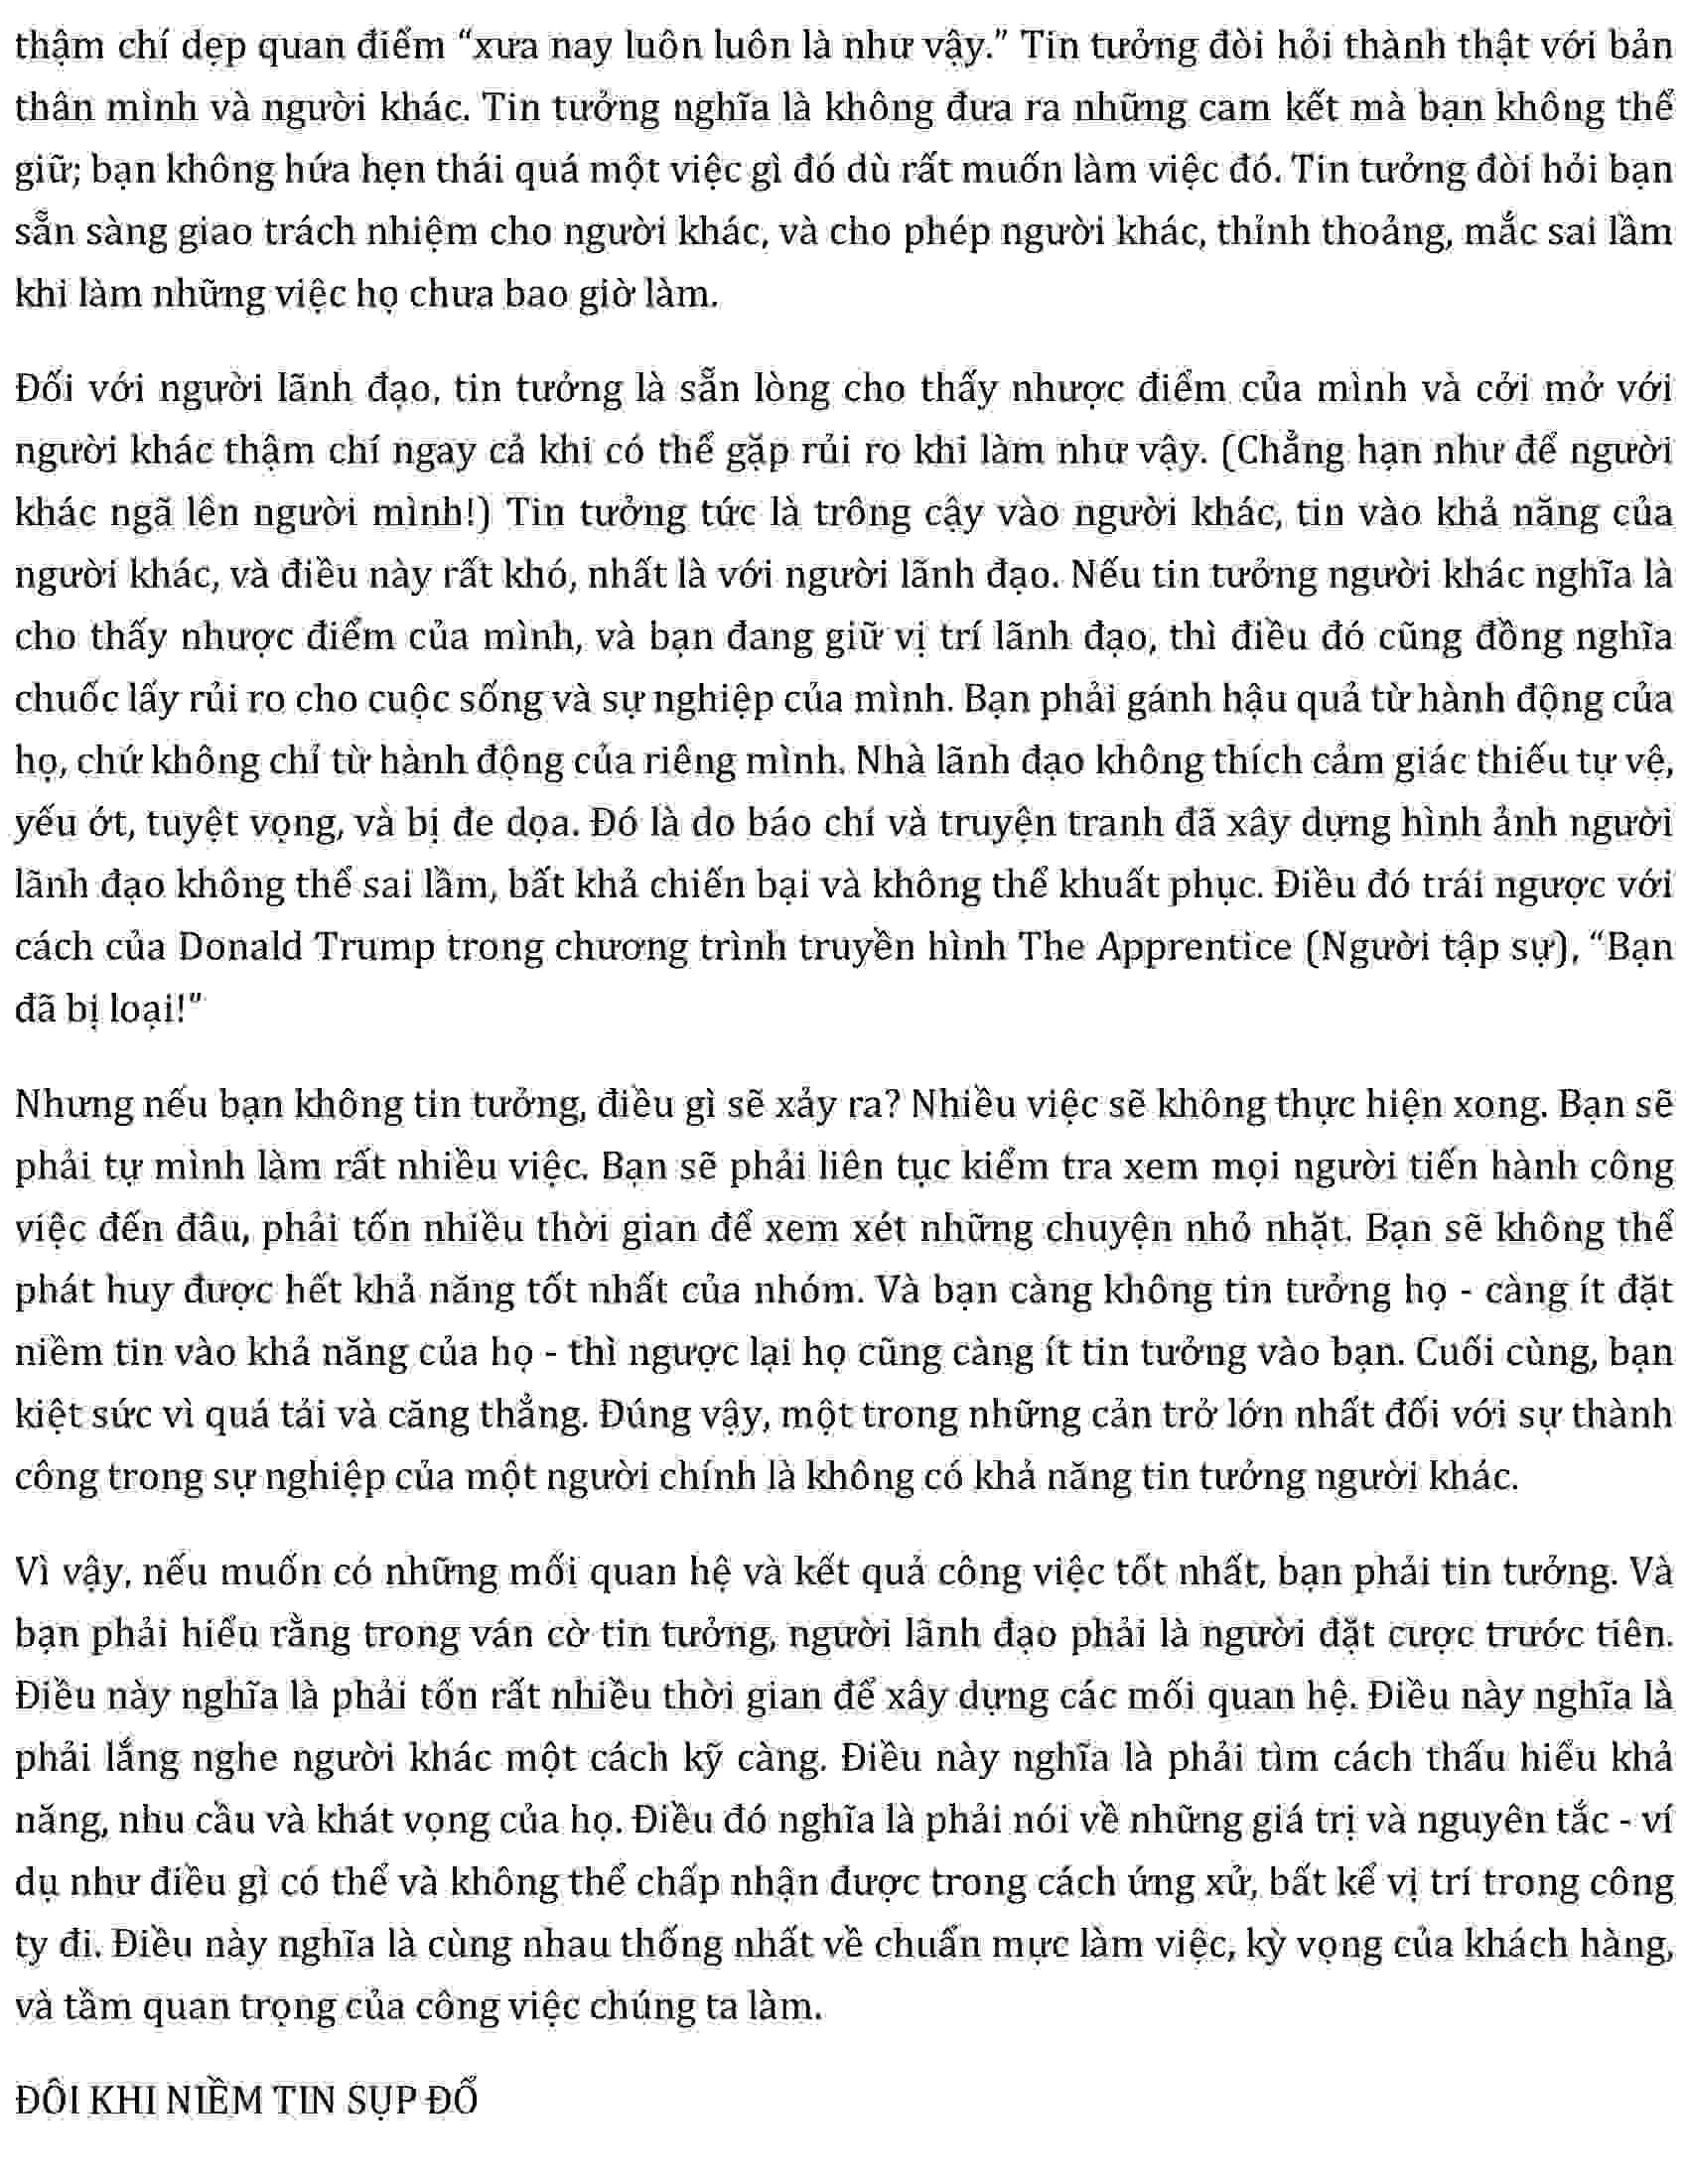 thậm chí dẹp quan điểm “xưa nay luôn luôn là như vậy.” Tin tưởng đòi hỏi thành thật với bản
thân mình và người khác. Tin tưởng nghĩa là không đưa ra những cam kết mà bạn không thể
giữ; bạn không hứa hẹn thái quá một việc gì đó dù rất muốn làm việc đó. Tin tưởng đòi hỏi bạn
sẵn sàng giao trách nhiệm cho người khác, và cho phép người khác, thỉnh thoảng, mắc sai lầm
khi làm những việc họ chưa bao giờ làm.
Đối với người lãnh đạo, tin tưởng là sẵn lòng cho thấy nhược điểm của mình và cởi mở với
người khác thậm chí ngay cả khi có thể gặp rủi ro khi làm như vậy. (Chẳng hạn như để người
khác ngã lên người mình!) Tin tưởng tức là trông cậy vào người khác, tin vào khả năng của
người khác, và điều này rất khó, nhất là với người lãnh đạo. Nếu tin tưởng người khác nghĩa là
cho thấy nhược điểm của mình, và bạn đang giữ vị trí lãnh đạo, thì điều đó cũng đồng nghĩa
chuốc lấy rủi ro cho cuộc sống và sự nghiệp của mình. Bạn phải gánh hậu quả từ hành động của
họ, chứ không chỉ từ hành động của riêng mình. Nhà lãnh đạo không thích cảm giác thiếu tự vệ,
yếu ớt, tuyệt vọng, và bị đe dọa. Đó là do báo chí và truyện tranh đã xây dựng hình ảnh người
lãnh đạo không thể sai lầm, bất khả chiến bại và không thể khuất phục. Điều đó trái ngược với
cách của Donald Trump trong chương trình truyền hình The Apprentice (Người tập sự), “Bạn
đã bị loại!”
Nhưng nếu bạn không tin tưởng, điều gì sẽ xảy ra? Nhiều việc sẽ không thực hiện xong. Bạn sẽ
phải tự mình làm rất nhiều việc. Bạn sẽ phải liên tục kiểm tra xem mọi người tiến hành công
việc đến đâu, phải tốn nhiều thời gian để xem xét những chuyện nhỏ nhặt. Bạn sẽ không thể
phát huy được hết khả năng tốt nhất của nhóm. Và bạn càng không tin tưởng họ - càng ít đặt
niềm tin vào khả năng của họ - thì ngược lại họ cũng càng ít tin tưởng vào bạn. Cuối cùng, bạn
kiệt sức vì quá tải và căng thẳng. Đúng vậy, một trong những cản trở lớn nhất đối với sự thành
công trong sự nghiệp của một người chính là không có khả năng tin tưởng người khác.
Vì vậy, nếu muốn có những mối quan hệ và kết quả công việc tốt nhất, bạn phải tin tưởng. Và
bạn phải hiểu rằng trong ván cờ tin tưởng, người lãnh đạo phải là người đặt cược trước tiên.
Điều này nghĩa là phải tốn rất nhiều thời gian để xây dựng các mối quan hệ. Điều này nghĩa là
phải lắng nghe người khác một cách kỹ càng. Điều này nghĩa là phải tìm cách thấu hiểu khả
năng, nhu cầu và khát vọng của họ. Điều đó nghĩa là phải nói về những giá trị và nguyên tắc - ví
dụ như điều gì có thể và không thể chấp nhận được trong cách ứng xử, bất kể vị trí trong công
ty đi. Điều này nghĩa là cùng nhau thống nhất về chuẩn mực làm việc, kỳ vọng của khách hàng,
và tầm quan trọng của công việc chúng ta làm.
ĐÔI KHI NIỀM TIN SỤP ĐỔ